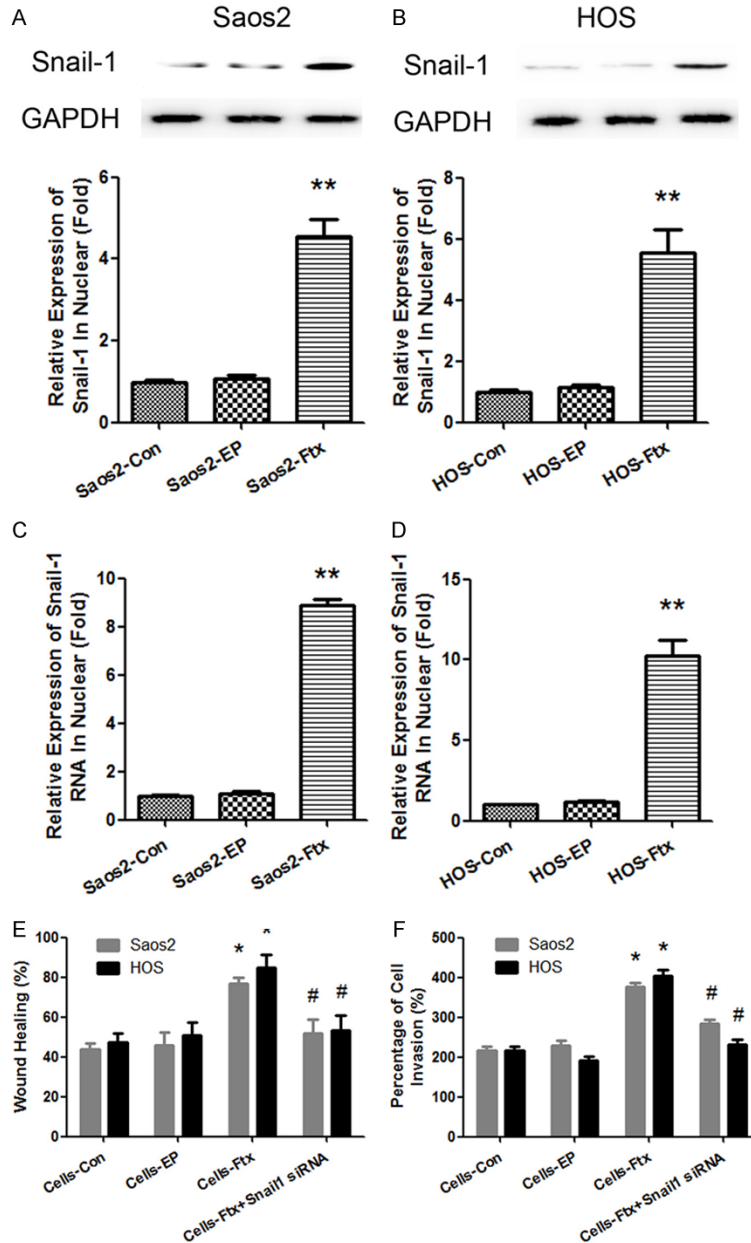 A Saos2
Snail-1
GAPDH
Relative Expression of
Snail-1 In Nuclear (Fold)
6
4
2
0
**
Saos2-Con
Saos2-EP
Saos2-Ftx
B HOS
Snail-1
GAPDH
Relative Expression of
Snail-1 In Nuclear (Fold)
8
6
4
2
0
**
HOS-Con
HOS-EP
HOS-Ftx
C
Relative Expression of Snail-1
RNA In Nuclear (Fold)
10
8
6
4
2
0
**
Saos2-Con
Saos2-EP
Saos2-Ftx
D
Relative Expression of Snail-1
RNA In Nuclear (Fold)
15
10
5
0
**
HOS-Con
HOS-EP
HOS-Ftx
E
Wound Healing (%)
100
80
60
40
20
0
Saos2
HOS
* *
# #
Cells-Con
Cells-EP
Cells-Ftx
Cells-Ftx+Snail1 siRNA
F
Percentage of Cell
Invasion (%)
500
400
300
200
100
0
Saos2
HOS
* *
# #
Cells-Con
Cells-EP
Cells-Ftx
Cells-Ftx+Snail1 siRNA